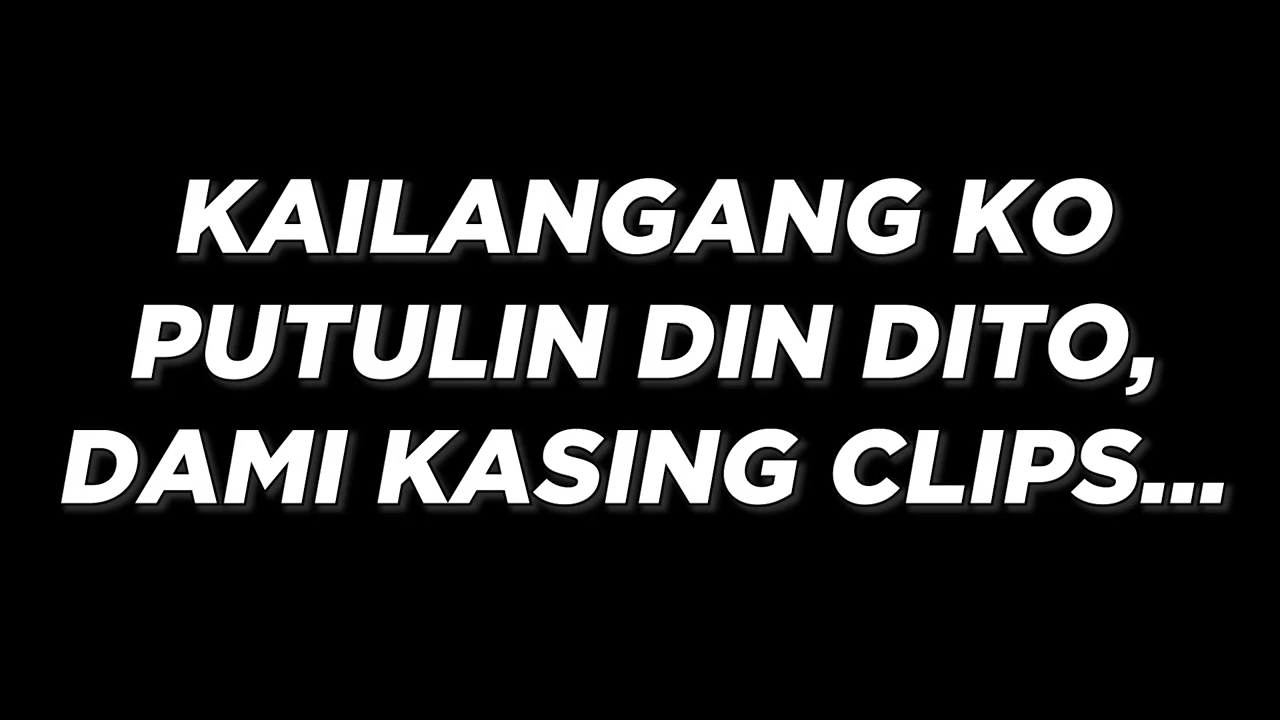 KAILANGANG KO
PUTULIN DIN DITO,
DAMI KASING CLIPS...